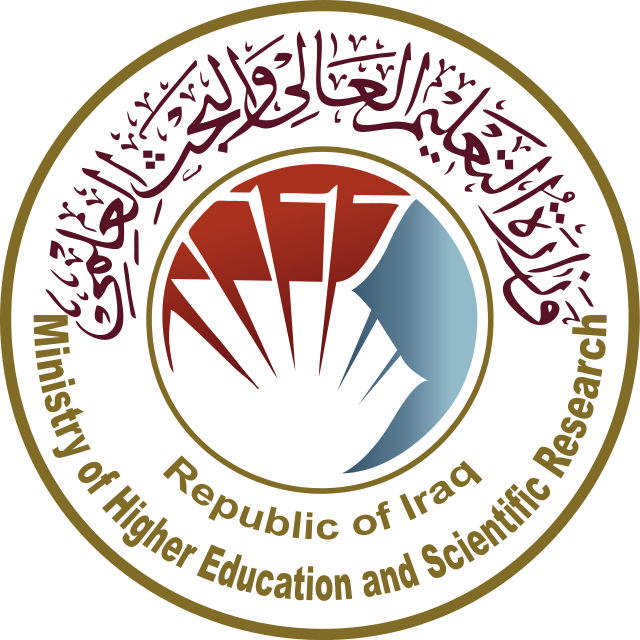 وزارة التعليم العالي والبحث العلمي
Republic of Iraq
Ministry of Higher Education and Scientific Research